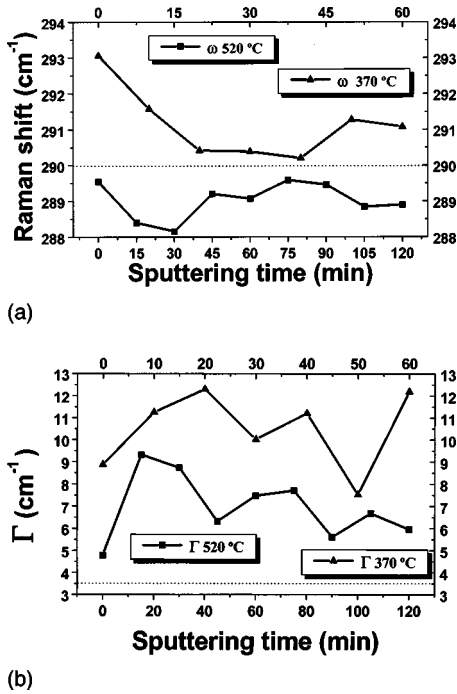 0 15 30 45 60
294 294
293 293
292 292
291 291
290 290
289 289
288 288
Raman shift (cm⁻¹)
ω 520 ºC
ω 370 ºC
0 15 30 45 60 75 90 105 120
Sputtering time (min)
(a)
0 10 20 30 40 50 60
13 13
12 12
11 11
10 10
9 9
8 8
7 7
6 6
5 5
4 4
3 3
Γ (cm⁻¹)
Γ 520 ºC
Γ 370 ºC
0 20 40 60 80 100 120
Sputtering time (min)
(b)